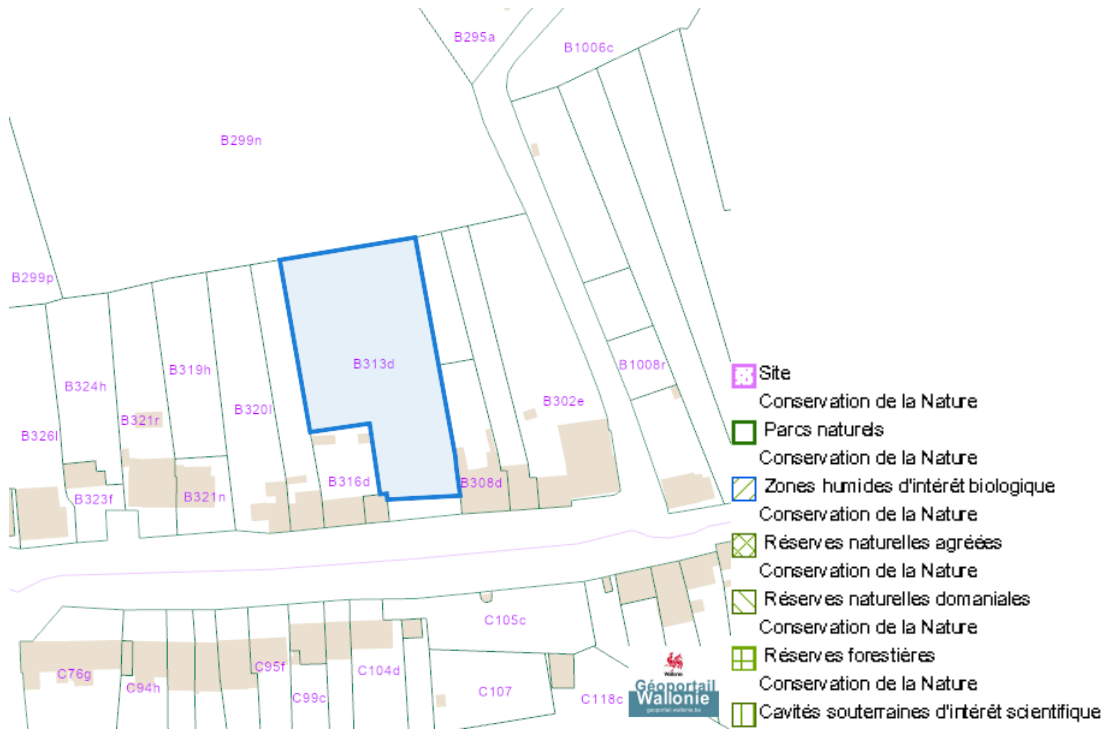 B295a
B1006c
B299n
B299p
B313d
B319h
B324h
B1008r
B302e
B321r
B320l
B326l
B316d
B308d
B323f
B321n
C105c
C76g
C94h
C95f
C99c
C104d
C107
C118c
Wallonie
Géoportail
Wallonie
geoportail.wallonie.be
Site
Conservation de la Nature
Parcs naturels
Conservation de la Nature
Zones humides d'intérêt biologique
Conservation de la Nature
Réserves naturelles agréées
Conservation de la Nature
Réserves naturelles domaniales
Conservation de la Nature
Réserves forestières
Conservation de la Nature
Cavités souterraines d'intérêt scientifique